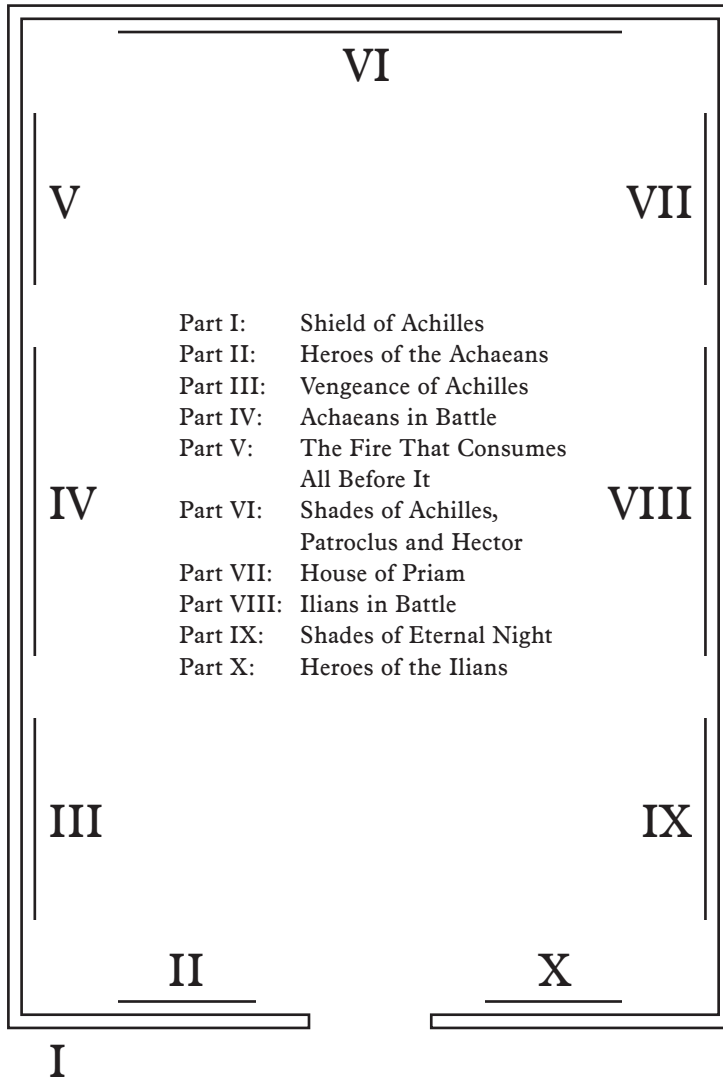 VI
V
VII
Part I: Shield of Achilles
Part II: Heroes of the Achaeans
Part III: Vengeance of Achilles
Part IV: Achaeans in Battle
Part V: The Fire That Consumes
All Before It
IV
VIII
Part VI: Shades of Achilles,
Patroclus and Hector
Part VII: House of Priam
Part VIII: Ilians in Battle
Part IX: Shades of Eternal Night
Part X: Heroes of the Ilians
III
IX
II
X
I